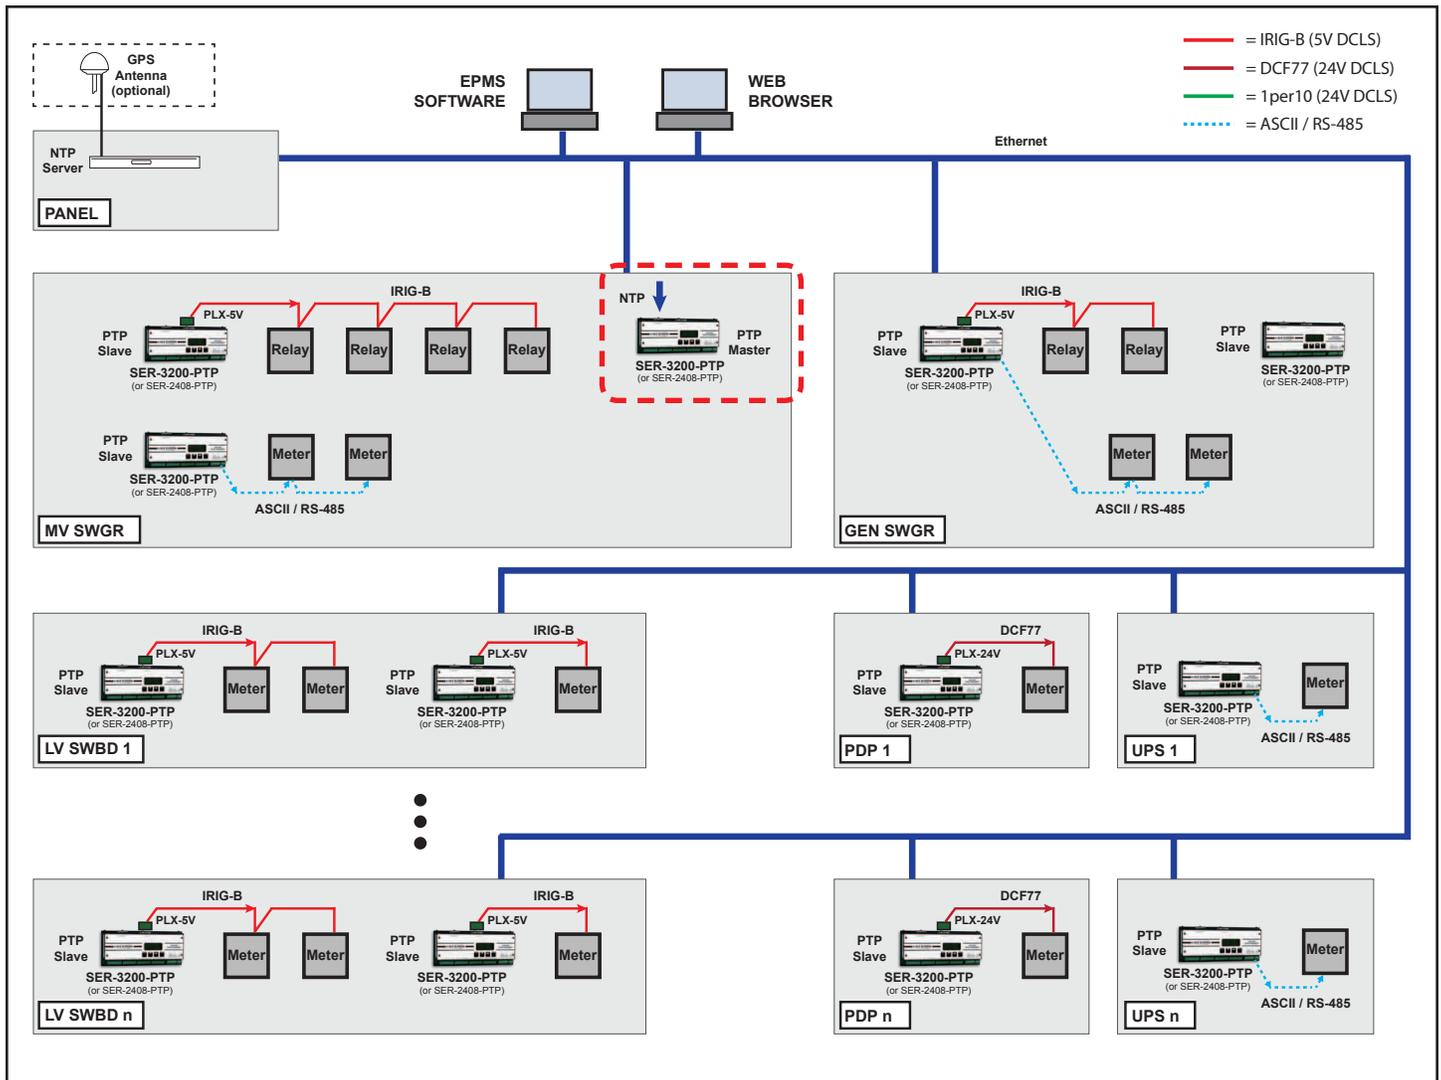 GPS
Antenna
(optional)
NTP
Server
PANEL
EPMS
SOFTWARE
WEB
BROWSER
Ethernet
= IRIG-B (5V DCLS)
= DCF77 (24V DCLS)
= 1per10 (24V DCLS)
= ASCII / RS-485
IRIG-B
PLX-5V
PTP
Slave
SER-3200-PTP
(or SER-2408-PTP)
Relay
Relay
Relay
Relay
NTP
PTP
Master
SER-3200-PTP
(or SER-2408-PTP)
PTP
Slave
SER-3200-PTP
(or SER-2408-PTP)
Meter
Meter
ASCII / RS-485
MV SWGR
IRIG-B
PLX-5V
PTP
Slave
SER-3200-PTP
(or SER-2408-PTP)
Relay
Relay
PTP
Slave
SER-3200-PTP
(or SER-2408-PTP)
Meter
Meter
ASCII / RS-485
GEN SWGR
IRIG-B
PLX-5V
PTP
Slave
SER-3200-PTP
(or SER-2408-PTP)
Meter
Meter
IRIG-B
PLX-5V
PTP
Slave
SER-3200-PTP
(or SER-2408-PTP)
Meter
LV SWBD 1
DCF77
PLX-24V
PTP
Slave
SER-3200-PTP
(or SER-2408-PTP)
Meter
PDP 1
PTP
Slave
SER-3200-PTP
(or SER-2408-PTP)
Meter
ASCII / RS-485
UPS 1
IRIG-B
PLX-5V
PTP
Slave
SER-3200-PTP
(or SER-2408-PTP)
Meter
Meter
IRIG-B
PLX-5V
PTP
Slave
SER-3200-PTP
(or SER-2408-PTP)
Meter
LV SWBD n
DCF77
PLX-24V
PTP
Slave
SER-3200-PTP
(or SER-2408-PTP)
Meter
PDP n
PTP
Slave
SER-3200-PTP
(or SER-2408-PTP)
Meter
ASCII / RS-485
UPS n